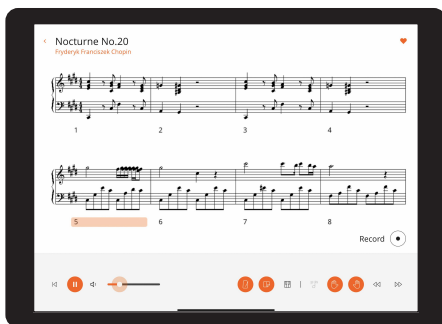 Nocturne No.20
Fryderyk Franciszek Chopin
1 2 3 4
5 6 7 8
Record